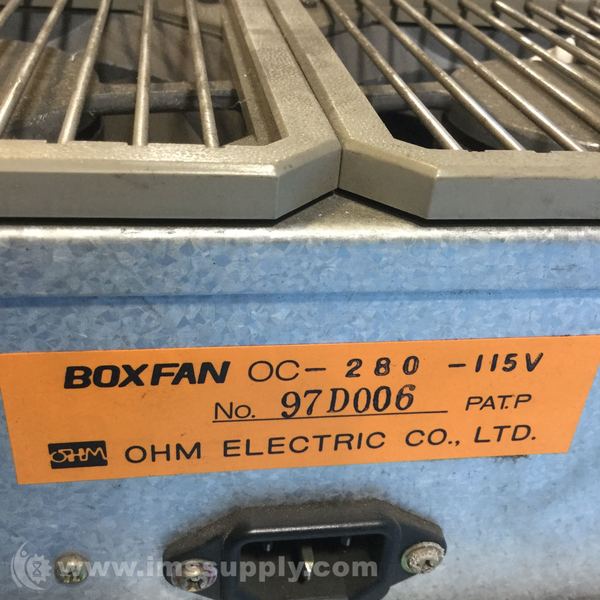 BOXFAN OC-280-115V
No. 97D006 PAT.P
OHM OHM ELECTRIC CO., LTD.
www.imssupply.com